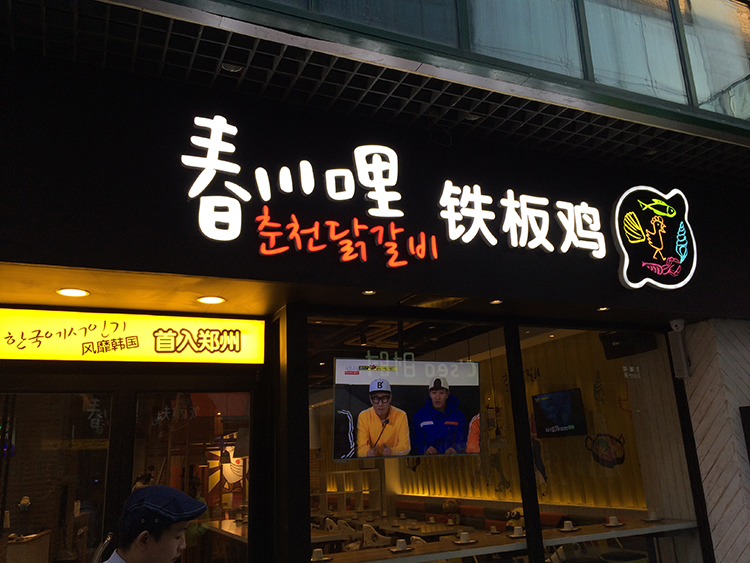 春川哩 铁板鸡
춘천닭갈비
한국에서인기
风靡韩国 首入郑州